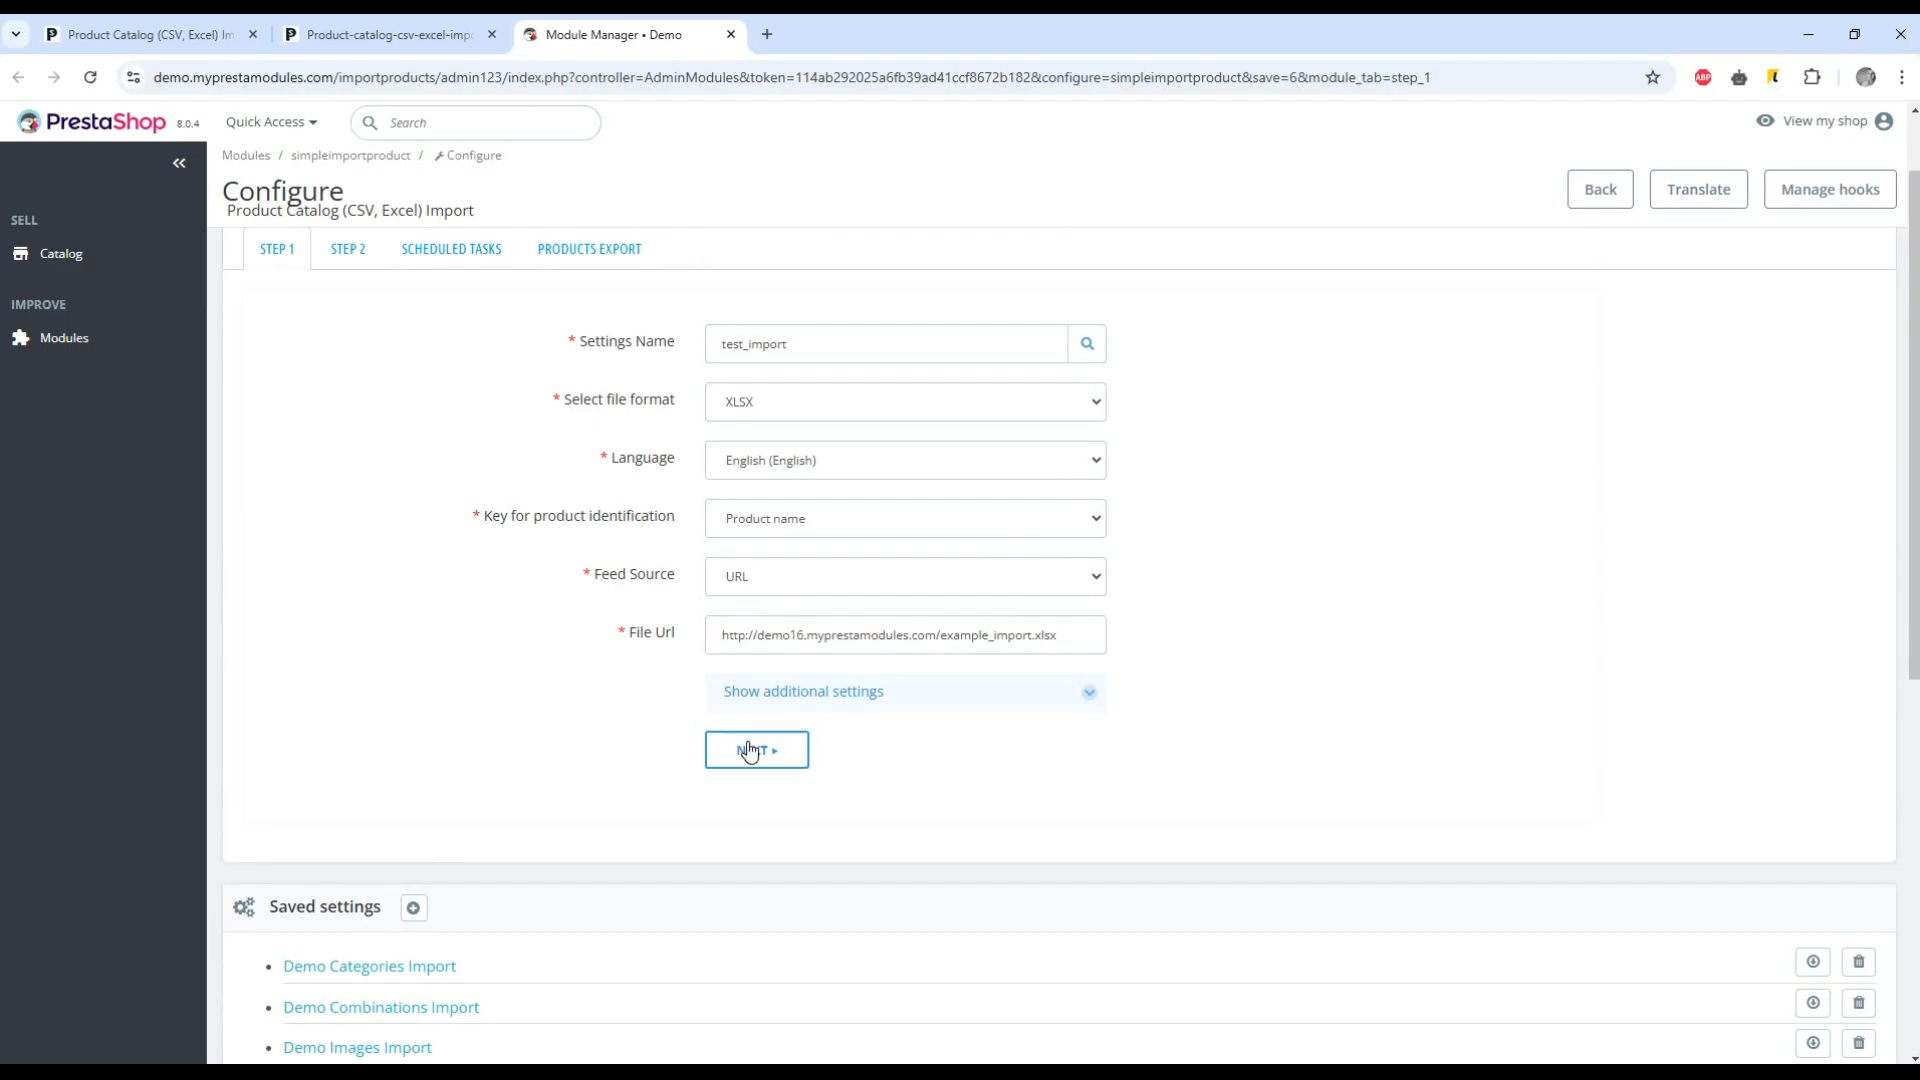 Product Catalog (CSV, Excel) Im
Product-catalog-csv-excel-imp
Module Manager • Demo
demo.myprestamodules.com/importproducts/admin123/index.php?controller=AdminModules&token=114ab292025a6fb39ad41ccf8672b182&configure=simpleimportproduct&save=6&module_tab=step_1
ABP
PrestaShop 8.0.4
Quick Access
Search
View my shop
Modules / simpleimportproduct / Configure
Configure
Product Catalog (CSV, Excel) Import
Back
Translate
Manage hooks
SELL
Catalog
IMPROVE
Modules
STEP 1
STEP 2
SCHEDULED TASKS
PRODUCTS EXPORT
* Settings Name
test_import
* Select file format
XLSX
* Language
English (English)
* Key for product identification
Product name
* Feed Source
URL
* File Url
http://demo16.myprestamodules.com/example_import.xlsx
Show additional settings
Saved settings
• Demo Categories Import
• Demo Combinations Import
• Demo Images Import